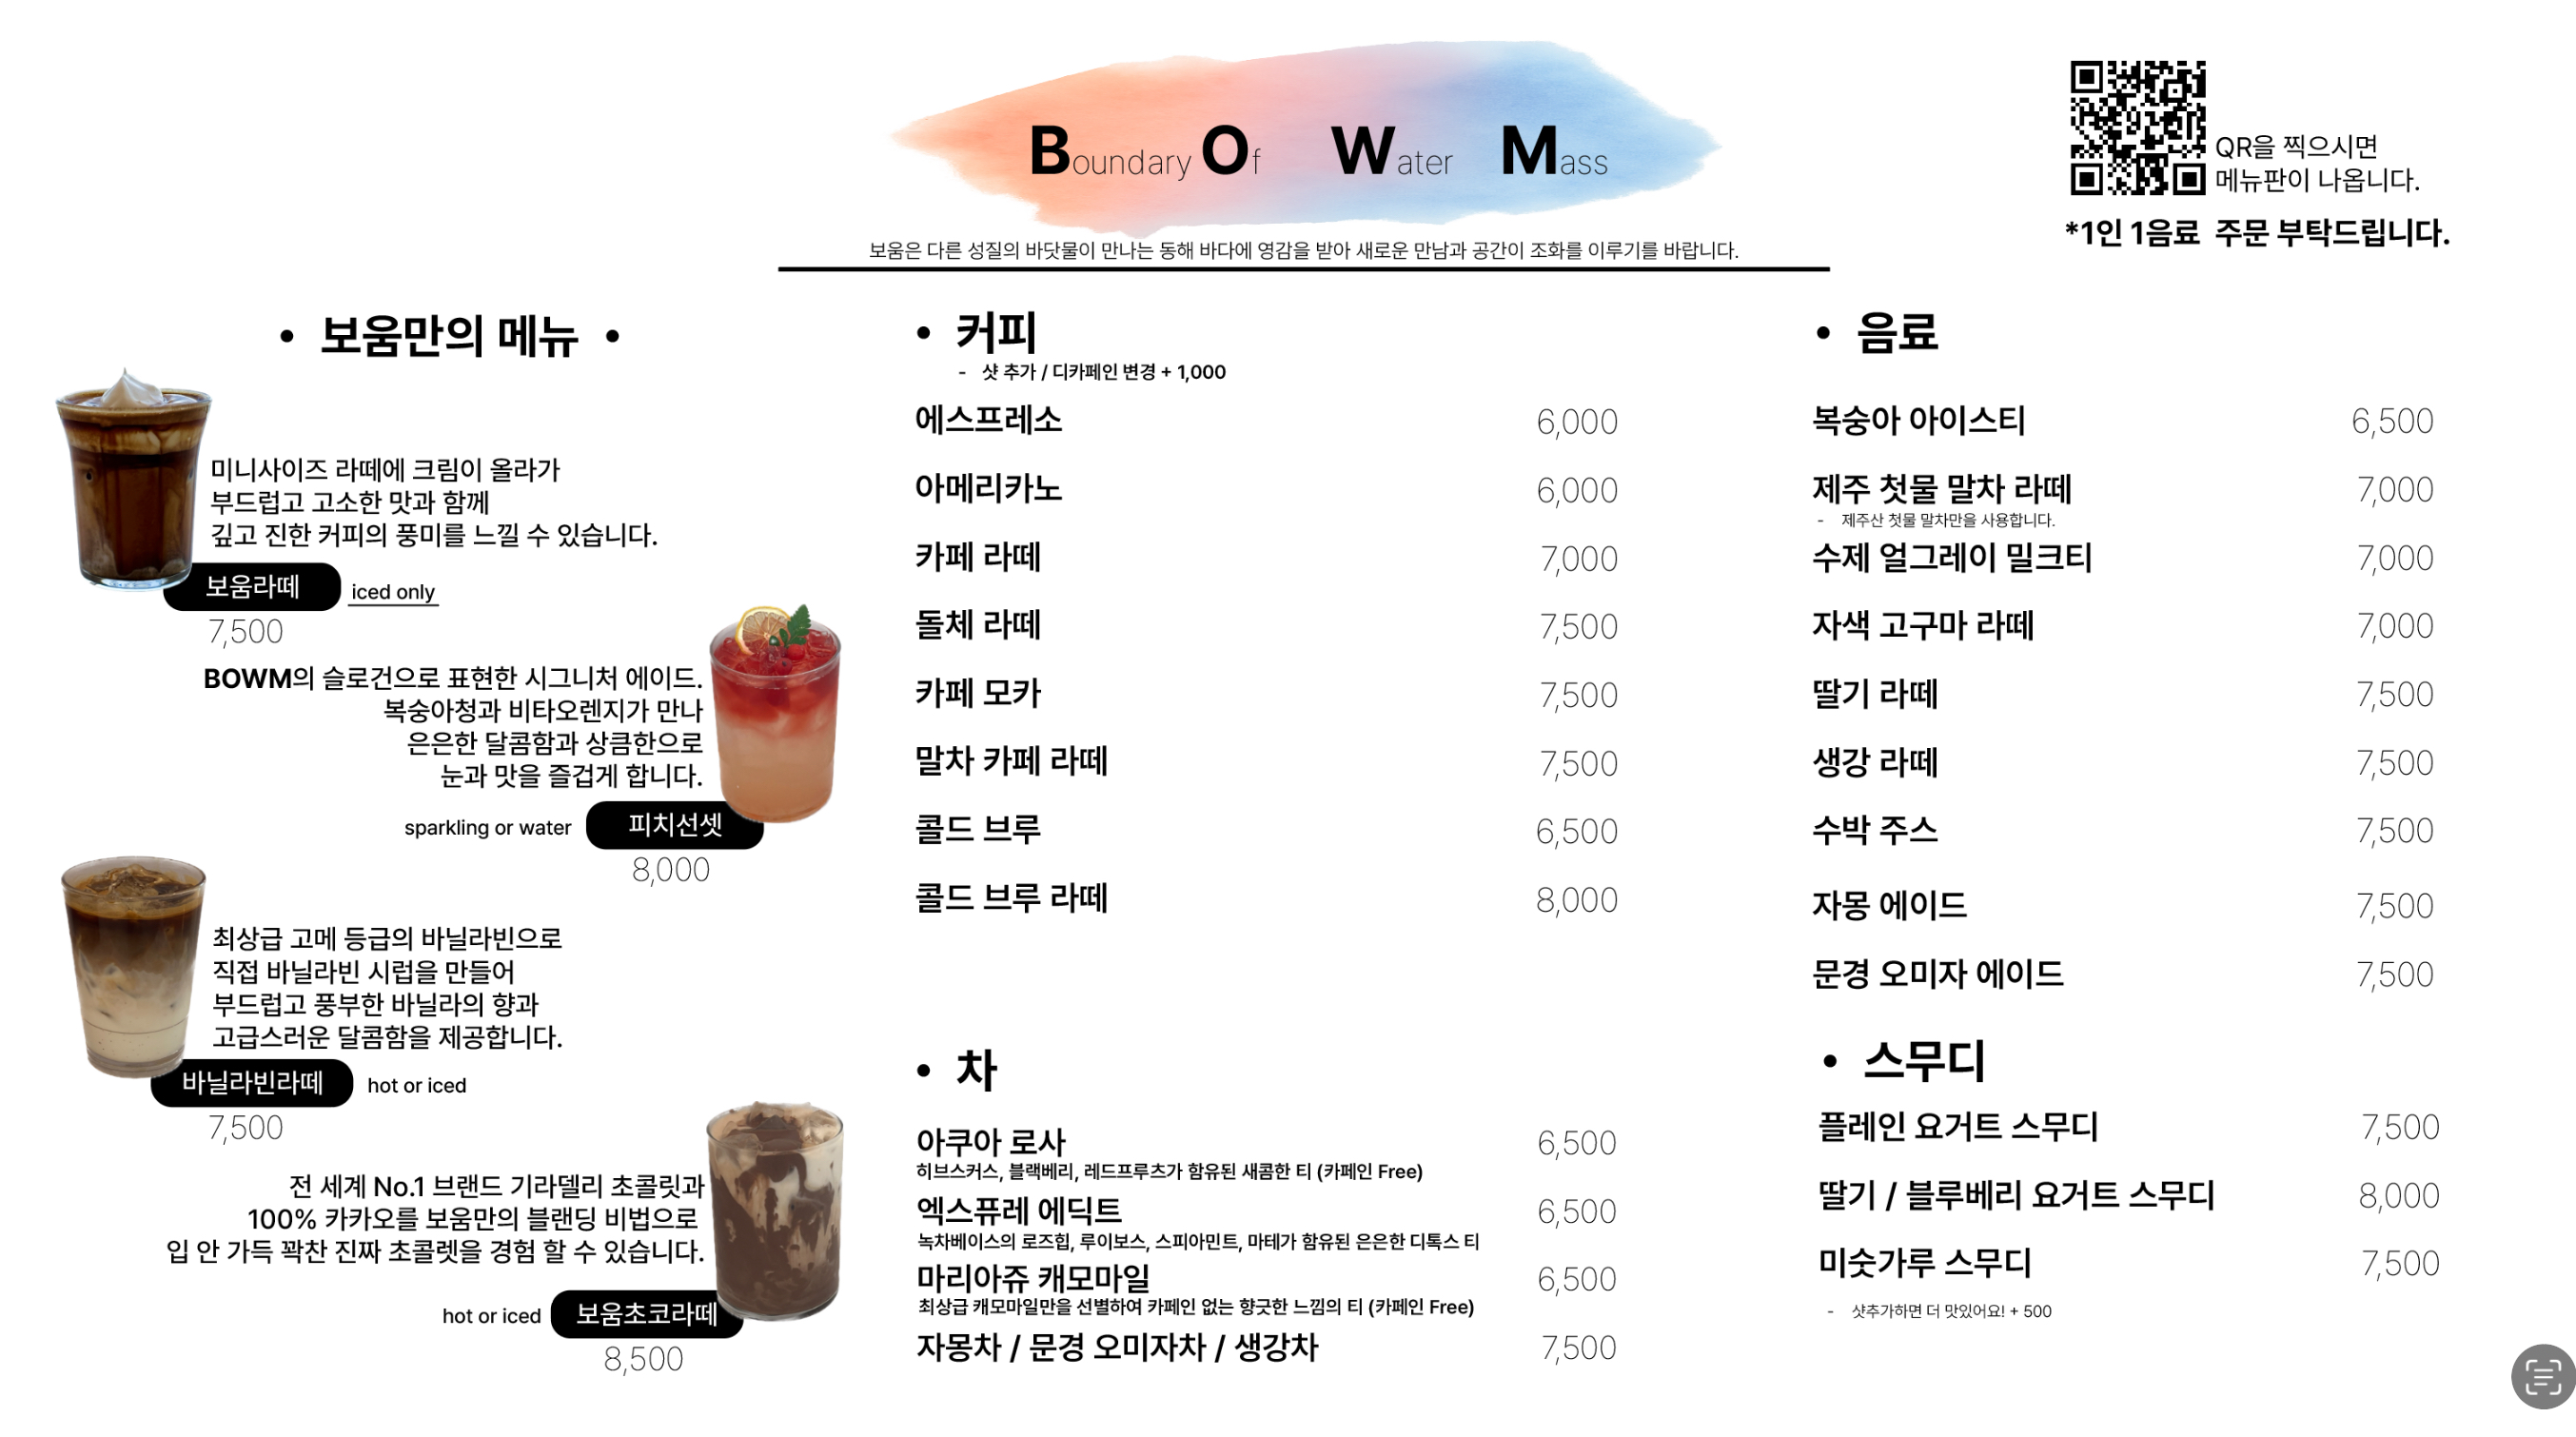 Boundary Of Water Mass
보움은 다른 성질의 바닷물이 만나는 동해 바다에 영감을 받아 새로운 만남과 공간이 조화를 이루기를 바랍니다.
QR을 찍으시면
메뉴판이 나옵니다.
*1인 1음료 주문 부탁드립니다.
• 보움만의 메뉴 •
미니사이즈 라떼에 크림이 올라가
부드럽고 고소한 맛과 함께
깊고 진한 커피의 풍미를 느낄 수 있습니다.
보움라떼 iced only
7,500
BOWM의 슬로건으로 표현한 시그니처 에이드.
복숭아청과 비타오렌지가 만나
은은한 달콤함과 상큼한으로
눈과 맛을 즐겁게 합니다.
sparkling or water 피치선셋
8,000
최상급 고메 등급의 바닐라빈으로
직접 바닐라빈 시럽을 만들어
부드럽고 풍부한 바닐라의 향과
고급스러운 달콤함을 제공합니다.
바닐라빈라떼 hot or iced
7,500
전 세계 No.1 브랜드 기라델리 초콜릿과
100% 카카오를 보움만의 블랜딩 비법으로
입 안 가득 꽉찬 진짜 초콜렛을 경험 할 수 있습니다.
hot or iced 보움초코라떼
8,500
• 커피
- 샷 추가 / 디카페인 변경 + 1,000
에스프레소 6,000
아메리카노 6,000
카페 라떼 7,000
돌체 라떼 7,500
카페 모카 7,500
말차 카페 라떼 7,500
콜드 브루 6,500
콜드 브루 라떼 8,000
• 차
아쿠아 로사 6,500
히브스커스, 블랙베리, 레드프루츠가 함유된 새콤한 티 (카페인 Free)
엑스퓨레 에딕트 6,500
녹차베이스의 로즈힙, 루이보스, 스피아민트, 마테가 함유된 은은한 디톡스 티
마리아쥬 캐모마일 6,500
최상급 캐모마일만을 선별하여 카페인 없는 향긋한 느낌의 티 (카페인 Free)
자몽차 / 문경 오미자차 / 생강차 7,500
• 음료
복숭아 아이스티 6,500
제주 첫물 말차 라떼 7,000
- 제주산 첫물 말차만을 사용합니다.
수제 얼그레이 밀크티 7,000
자색 고구마 라떼 7,000
딸기 라떼 7,500
생강 라떼 7,500
수박 주스 7,500
자몽 에이드 7,500
문경 오미자 에이드 7,500
• 스무디
플레인 요거트 스무디 7,500
딸기 / 블루베리 요거트 스무디 8,000
미숫가루 스무디 7,500
- 샷추가하면 더 맛있어요! + 500